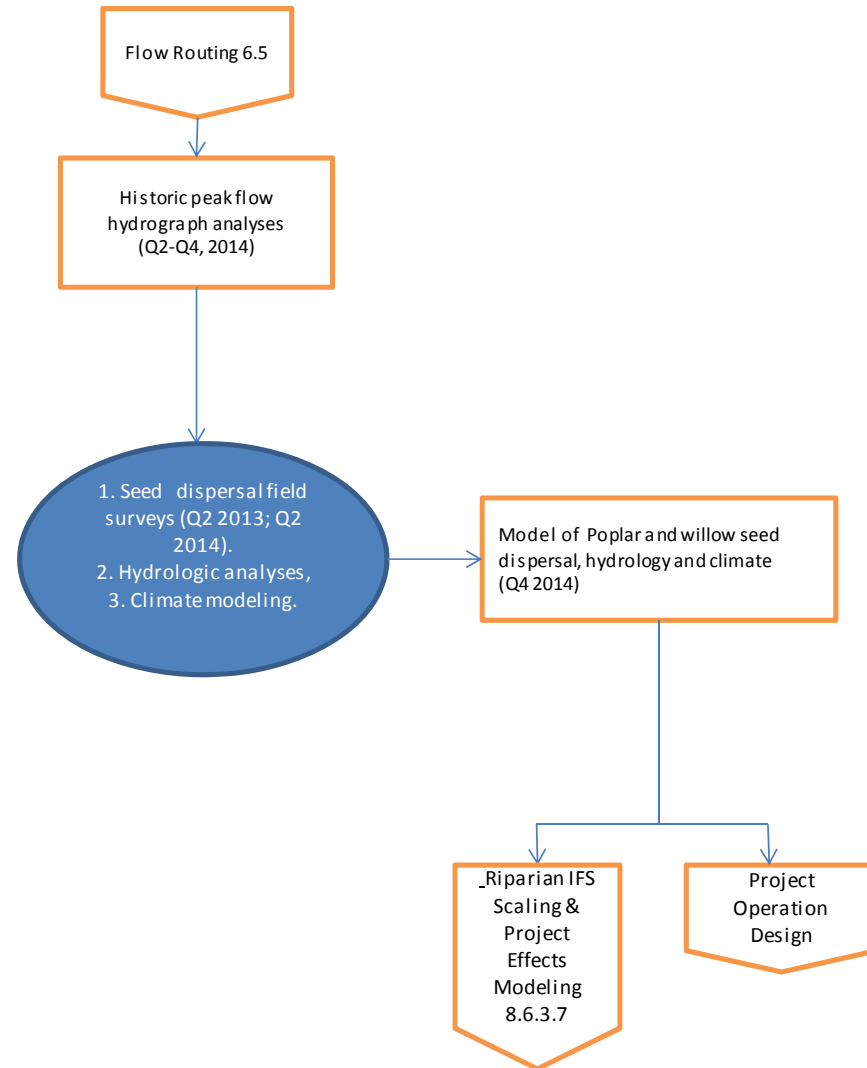 Flow Routing 6.5
Historic peak flow
hydrograph analyses
(Q2-Q4, 2014)
1. Seed dispersal field
surveys (Q2 2013; Q2
2014).
2. Hydrologic analyses,
3. Climate modeling.
Model of Poplar and willow seed
dispersal, hydrology and climate
(Q4 2014)
_Riparian IFS
Scaling &
Project
Effects
Modeling
8.6.3.7
Project
Operation
Design